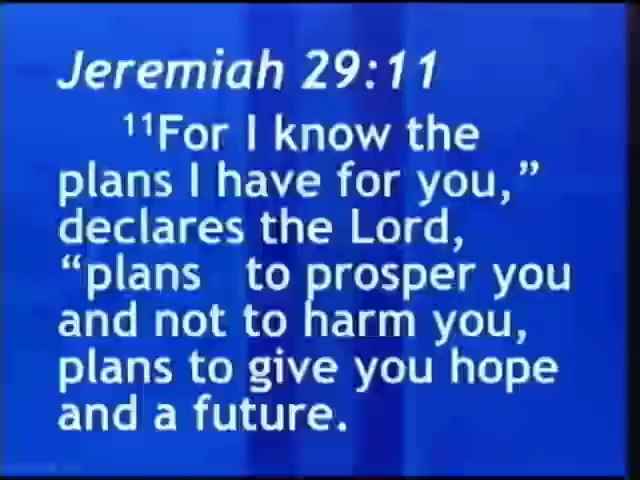 Jeremiah 29:11
¹¹For I know the
plans I have for you,”
declares the Lord,
“plans to prosper you
and not to harm you,
plans to give you hope
and a future.